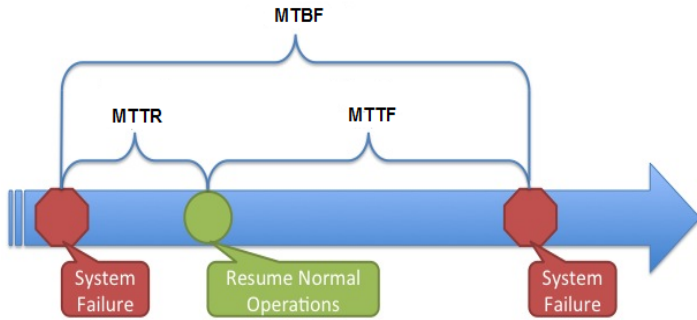 MTBF
MTTR
MTTF
System
Failure
Resume Normal
Operations
System
Failure